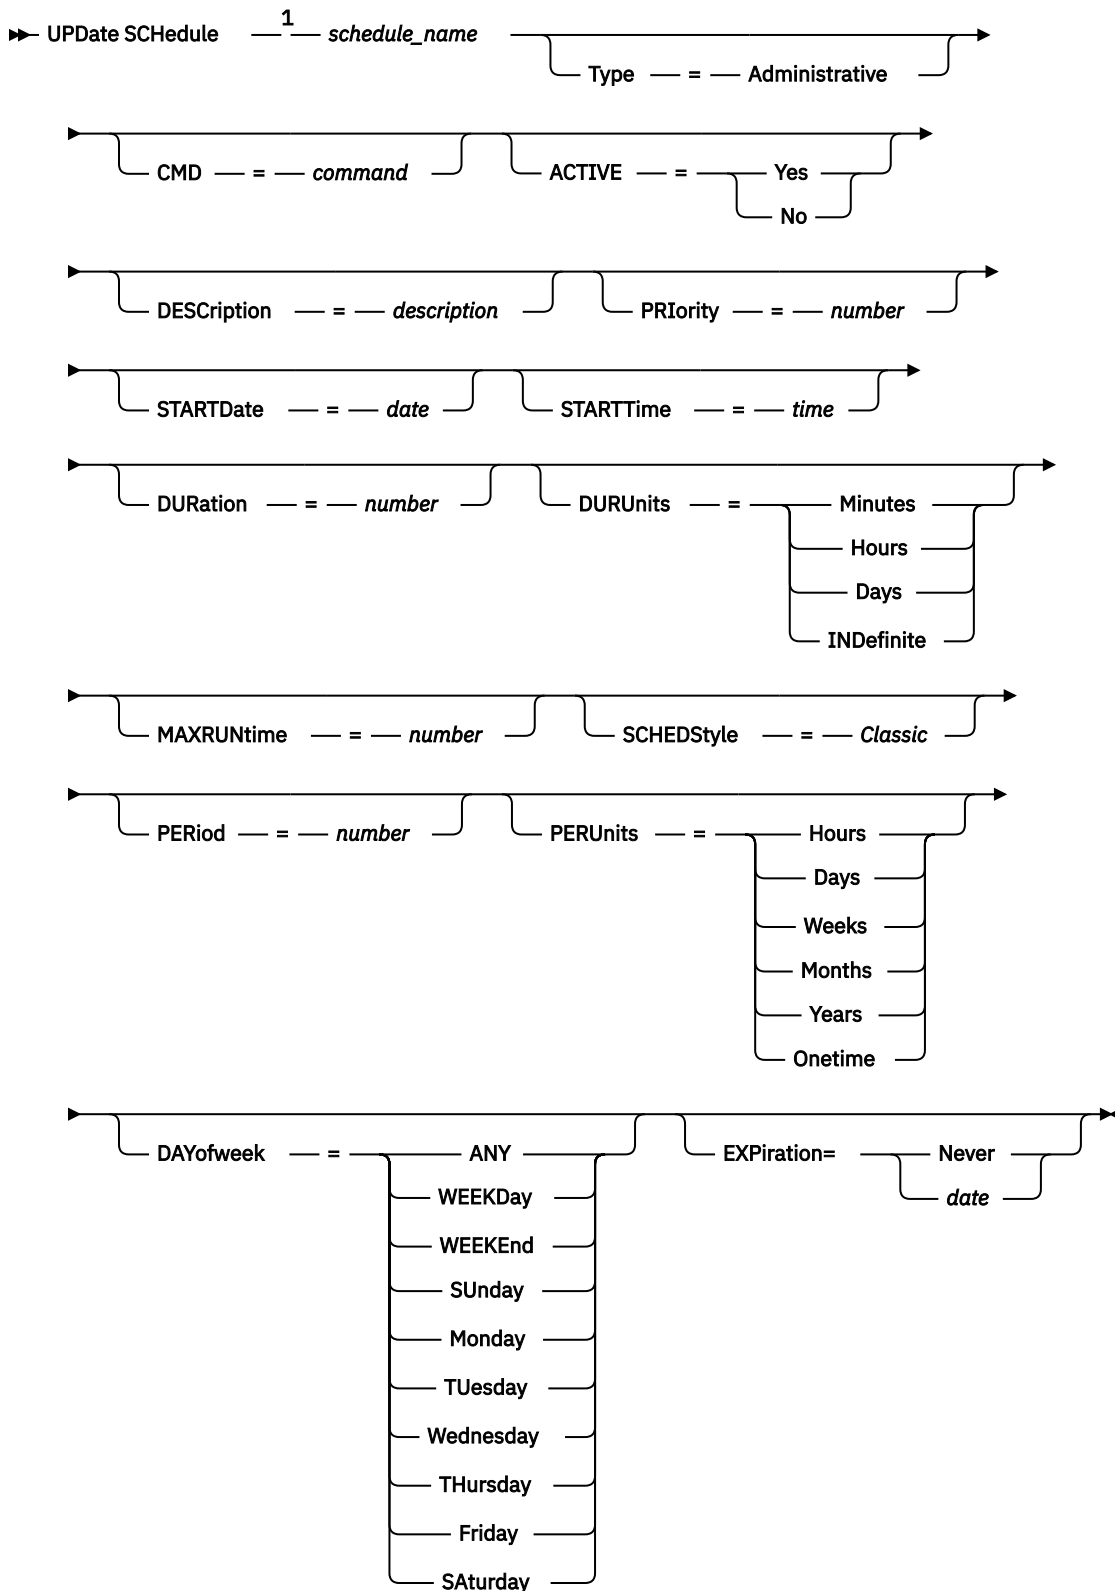 1
UPDate SCHedule schedule_name
Type = Administrative
CMD = command ACTIVE = Yes
No
DESCription = description PRIority = number
STARTDate = date STARTTime = time
DURation = number DURUnits = Minutes
Hours
Days
INDefinite
MAXRUNtime = number SCHEDStyle = Classic
PERiod = number PERUnits = Hours
Days
Weeks
Months
Years
Onetime
DAYofweek = ANY EXPiration= Never
WEEKDay date
WEEKEnd
SUnday
Monday
TUesday
Wednesday
THursday
Friday
SAturday